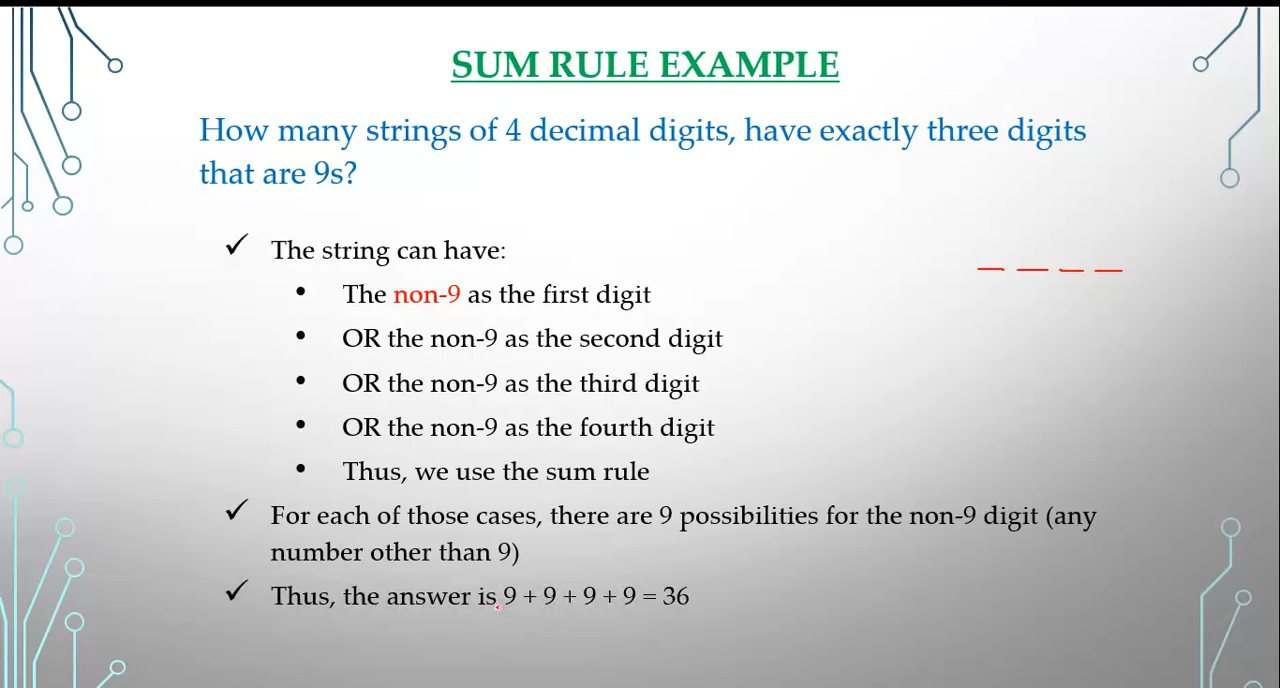 SUM RULE EXAMPLE
How many strings of 4 decimal digits, have exactly three digits
that are 9s?
✓ The string can have:
• The non-9 as the first digit
• OR the non-9 as the second digit
• OR the non-9 as the third digit
• OR the non-9 as the fourth digit
• Thus, we use the sum rule
✓ For each of those cases, there are 9 possibilities for the non-9 digit (any
number other than 9)
✓ Thus, the answer is 9 + 9 + 9 + 9 = 36